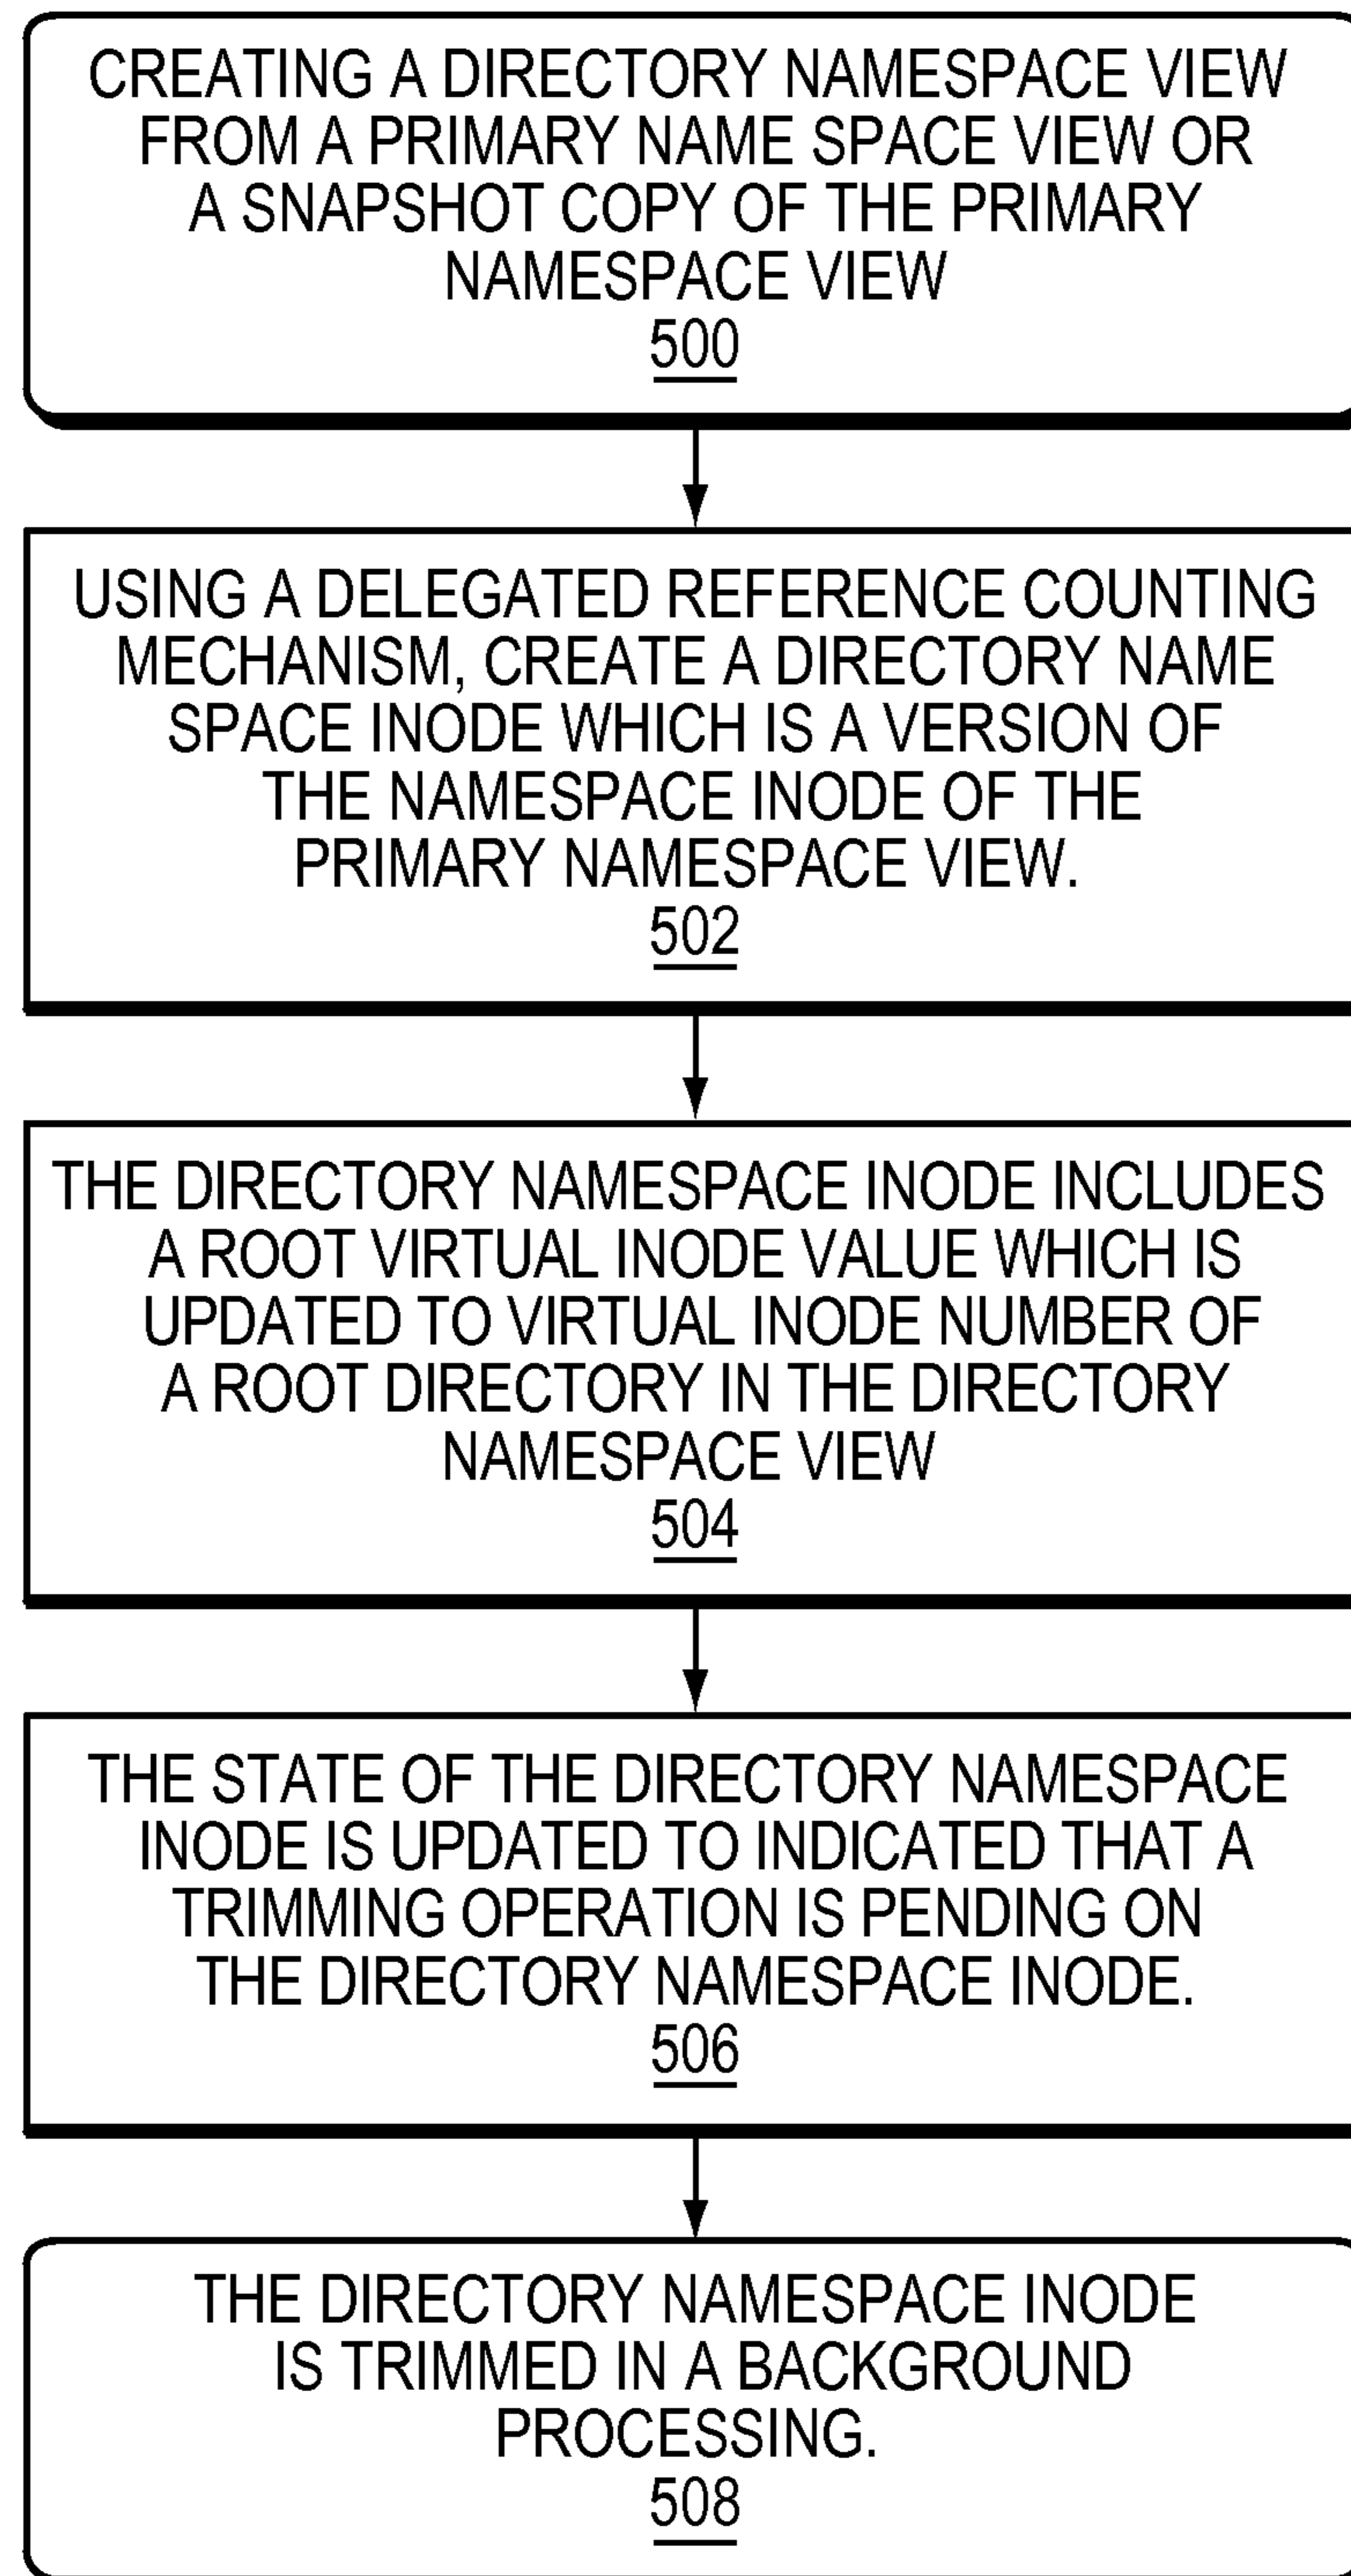 CREATING A DIRECTORY NAMESPACE VIEW
FROM A PRIMARY NAME SPACE VIEW OR
A SNAPSHOT COPY OF THE PRIMARY
NAMESPACE VIEW
500
USING A DELEGATED REFERENCE COUNTING
MECHANISM, CREATE A DIRECTORY NAME
SPACE INODE WHICH IS A VERSION OF
THE NAMESPACE INODE OF THE
PRIMARY NAMESPACE VIEW.
502
THE DIRECTORY NAMESPACE INODE INCLUDES
A ROOT VIRTUAL INODE VALUE WHICH IS
UPDATED TO VIRTUAL INODE NUMBER OF
A ROOT DIRECTORY IN THE DIRECTORY
NAMESPACE VIEW
504
THE STATE OF THE DIRECTORY NAMESPACE
INODE IS UPDATED TO INDICATED THAT A
TRIMMING OPERATION IS PENDING ON
THE DIRECTORY NAMESPACE INODE.
506
THE DIRECTORY NAMESPACE INODE
IS TRIMMED IN A BACKGROUND
PROCESSING.
508